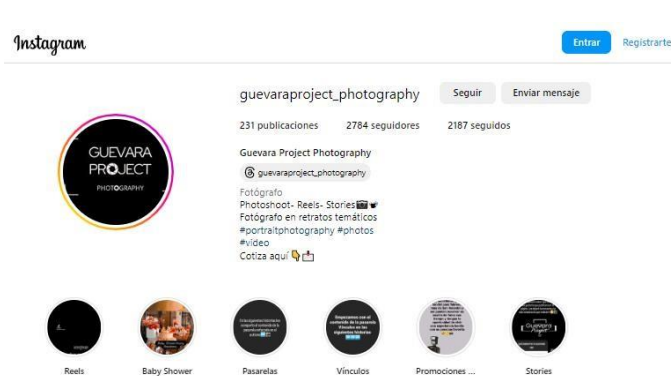 Instagram
Entrar
Regístrarte
guevaraproject_photography
Seguir
Enviar mensaje
231 publicaciones
2784 seguidores
2187 seguidos
GUEVARA
PROJECT
PHOTOGRAPHY
Guevara Project Photography
guevaraproject_photography
Fotógrafo
Photoshoot- Reels- Stories
Fotógrafo en retratos temáticos
#portraitphotography #photos
#video
Cotiza aquí
Reels
Baby Shower
Pasarelas
Vínculos
Promociones ...
Stories